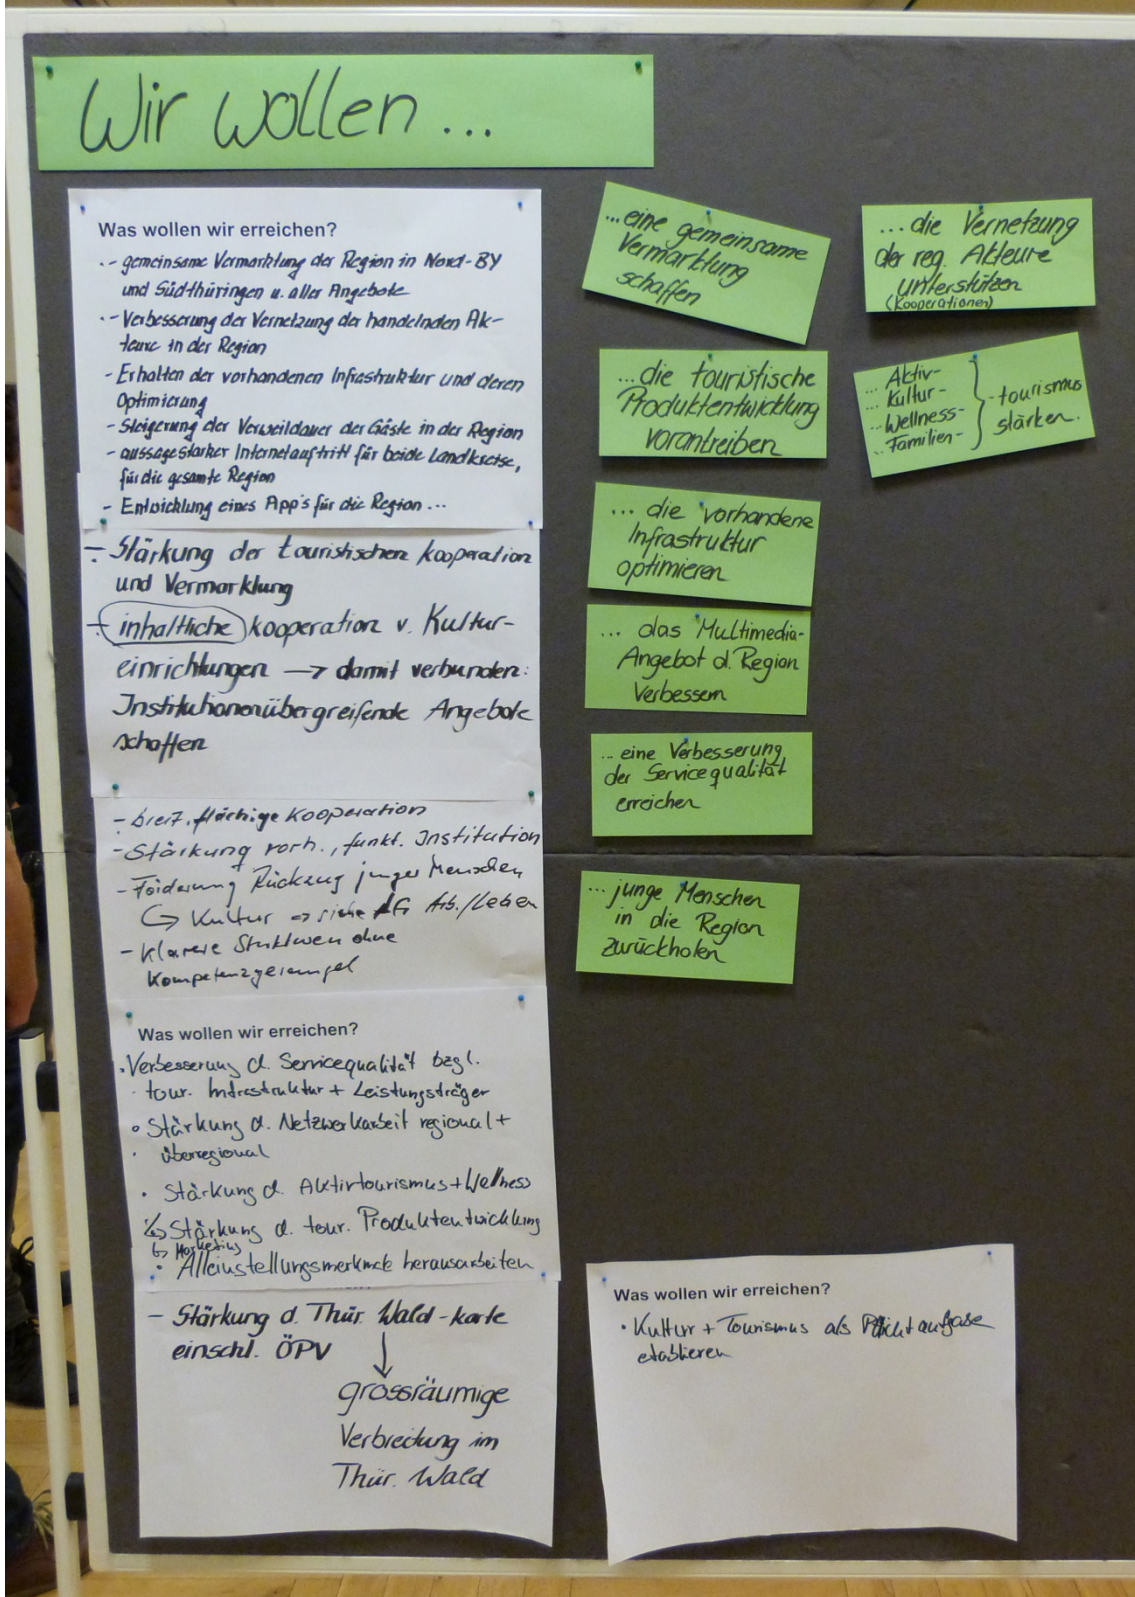 Wir wollen ...
Was wollen wir erreichen?
- gemeinsame Vermarktung der Region in Nord-BY
und Südthüringen u. aller Angebote
- Verbesserung der Vernetzung der handelnden Ak-
teure in der Region
- Erhalten der vorhandenen Infrastruktur und deren
Optimierung
- Steigerung der Verweildauer der Gäste in der Region
- aussagestarker Internetauftritt für beide Landkreise,
für die gesamte Region
- Entwicklung eines App's für die Region ...
- Stärkung der touristischen Kooperation
und Vermarktung
- inhaltliche Kooperation v. Kultur-
einrichtungen → damit verbunden:
Institutionenübergreifende Angebote
schaffen
- flächige Kooperation
- Stärkung vorh., funkt. Institution
- Förderung Rückzug junger Menschen
↳ Kultur ⇒ siehe AG Arb./Leben
- Klarere Strukturen ohne
Kompetenzgerangel
Was wollen wir erreichen?
• Verbesserung d. Servicequalität bzgl.
tour. Infrastruktur + Leistungsträger
• Stärkung d. Netzwerkarbeit regional +
überregional
• Stärkung d. Aktivtourismus + Wellness
↳ Stärkung d. tour. Produktentwicklung
↳ Marketing
• Alleinstellungsmerkmale herausarbeiten
- Stärkung d. Thür. Wald-karte
einschl. ÖPV
↓
grossräumige
Verbreitung im
Thür. Wald
... eine gemeinsame
Vermarktung
schaffen
... die touristische
Produktentwicklung
vorantreiben
... die vorhandene
Infrastruktur
optimieren
... das Multimedia-
Angebot d. Region
verbessern
... eine Verbesserung
der Servicequalität
erreichen
... junge Menschen
in die Region
zurückholen
... die Vernetzung
der reg. Akteure
unterstützen
(Kooperationen)
... Aktiv-
... Kultur-
... Wellness-
... Familien-
} -tourismus
stärken.
Was wollen wir erreichen?
• Kultur + Tourismus als Pflichtaufgabe
etablieren